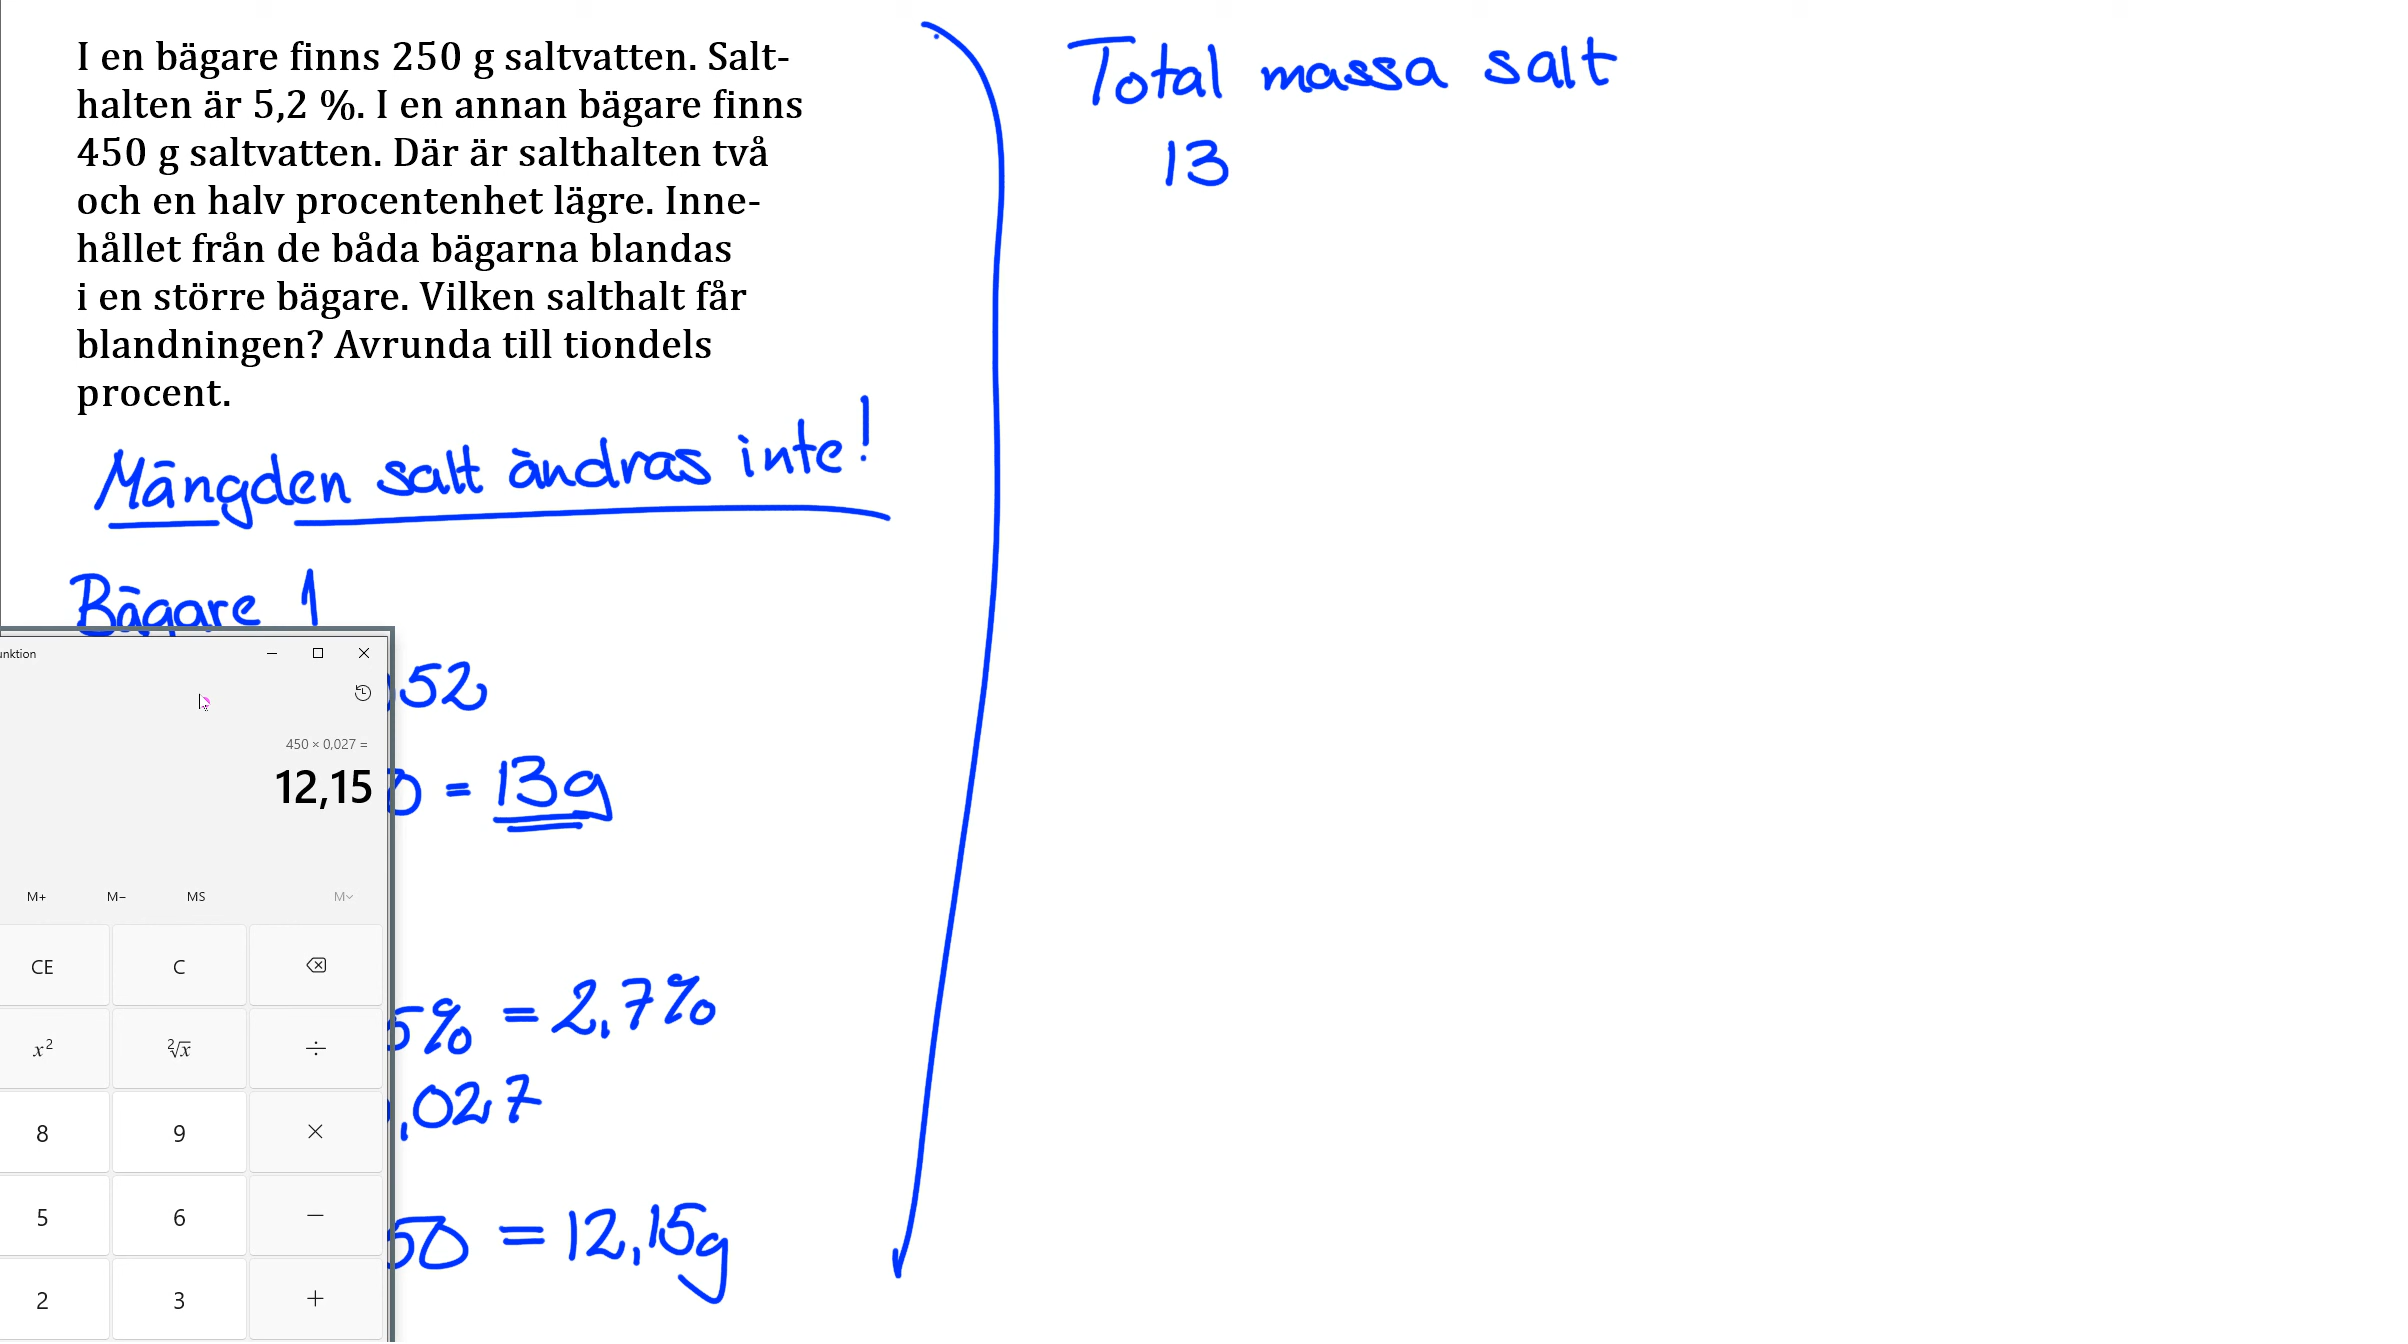 I en bägare finns 250 g saltvatten. Salt-
halten är 5,2 %. I en annan bägare finns
450 g saltvatten. Där är salthalten två
och en halv procentenhet lägre. Inne-
hållet från de båda bägarna blandas
i en större bägare. Vilken salthalt får
blandningen? Avrunda till tiondels
procent.
Mängden salt ändras inte!
Bägare 1
52
= 13g
5% = 2,7%
,027
50 = 12,15g
unktion
450 × 0,027 =
12,15
M+ M- MS M
CE C
x² ²√x ÷
8 9 ×
5 6 −
2 3 +
Total massa salt
13